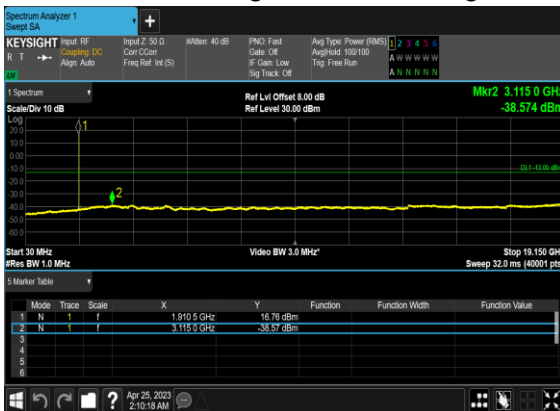 Spectrum Analyzer 1
Swept SA
+
KEYSIGHT Input: RF Input Z: 50 Ω #Atten: 40 dB PNO: Fast Avg Type: Power (RMS) 1 2 3 4 5 6
R T Coupling: DC Corr CCorr Gate: Off Avg|Hold: 100/100 A W W W W W
Align: Auto Freq Ref: Int (S) IF Gain: Low Trig: Free Run
LV Sig Track: Off A N N N N N
1 Spectrum Ref Lvl Offset 8.00 dB Mkr2 3.115 0 GHz
Scale/Div 10 dB Ref Level 30.00 dBm -38.574 dBm
Log
20.0
10.0
0.00
-10.0
DL1 -13.00 dBm
-20.0
-30.0
-40.0
-50.0
-60.0
1
2
Start 30 MHz Video BW 3.0 MHz* Stop 19.150 GHz
#Res BW 1.0 MHz Sweep 32.0 ms (40001 pts)
5 Marker Table
Mode Trace Scale X Y Function Function Width Function Value
1 N 1 f 1.910 5 GHz 16.76 dBm
2 N 1 f 3.115 0 GHz -38.57 dBm
3
4
5
6
? Apr 25, 2023
2:10:18 AM